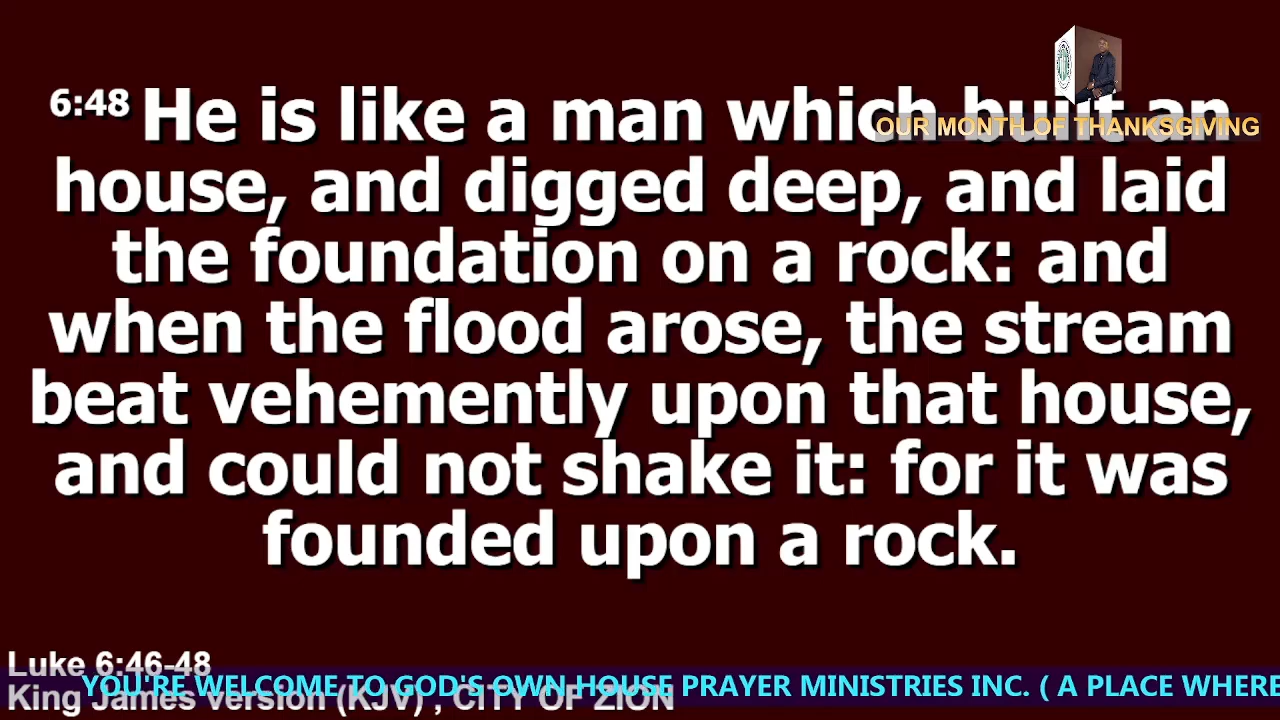 6:48 He is like a man which built an
OUR MONTH OF THANKSGIVING
house, and digged deep, and laid
the foundation on a rock: and
when the flood arose, the stream
beat vehemently upon that house,
and could not shake it: for it was
founded upon a rock.
Luke 6:46-48
YOU'RE WELCOME TO GOD'S OWN HOUSE PRAYER MINISTRIES INC. ( A PLACE WHERE
King James Version (KJV) , CITY OF ZION